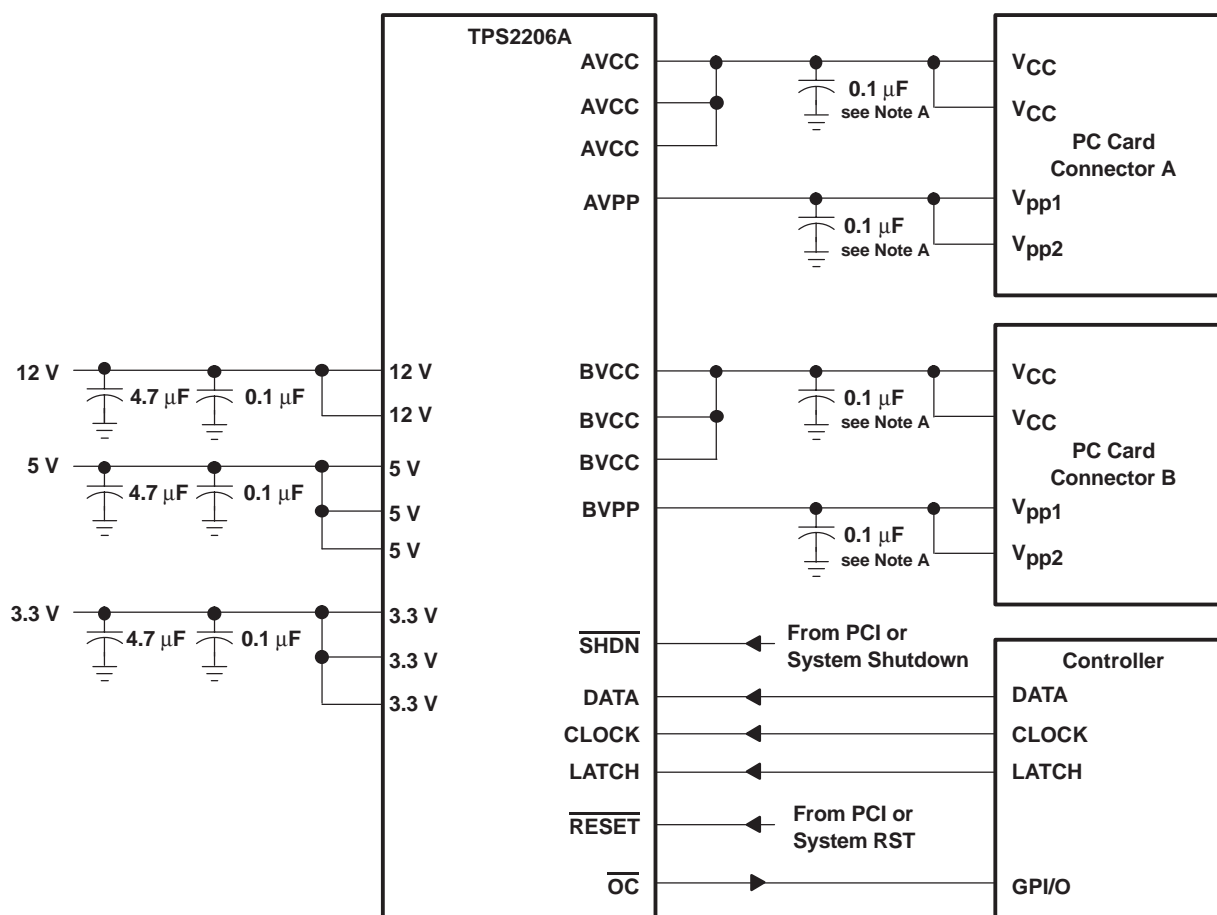 TPS2206A
AVCC
AVCC
AVCC
AVPP
0.1 μF
see Note A
0.1 μF
see Note A
VCC
VCC
PC Card
Connector A
Vpp1
Vpp2
12 V
4.7 μF
0.1 μF
12 V
12 V
5 V
4.7 μF
0.1 μF
5 V
5 V
5 V
3.3 V
4.7 μF
0.1 μF
3.3 V
3.3 V
3.3 V
BVCC
BVCC
BVCC
BVPP
0.1 μF
see Note A
0.1 μF
see Note A
VCC
VCC
PC Card
Connector B
Vpp1
Vpp2
SHDN
From PCI or
System Shutdown
DATA
CLOCK
LATCH
RESET
From PCI or
System RST
OC
Controller
DATA
CLOCK
LATCH
GPI/O